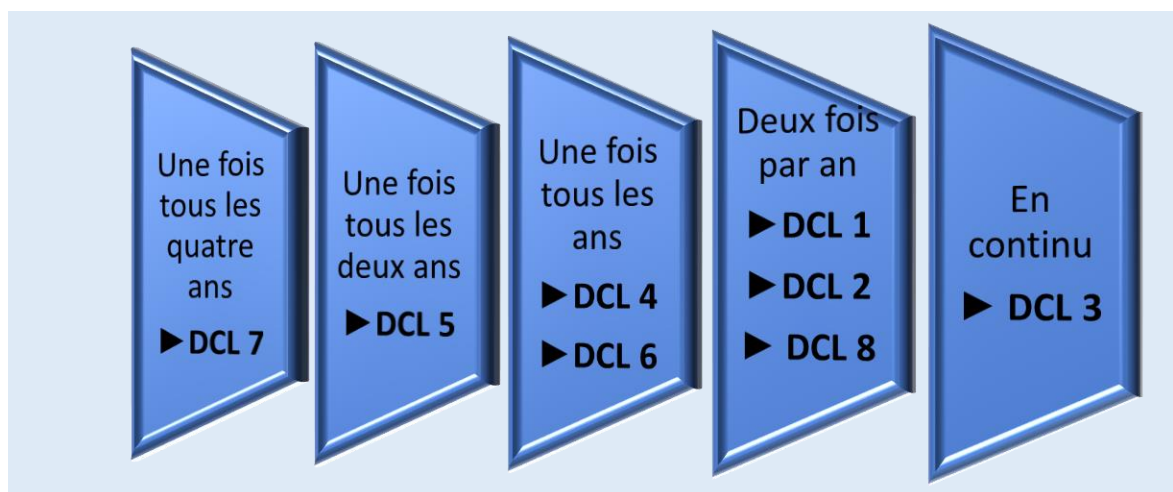 Une fois
tous les
quatre
ans
►DCL 7
Une fois
tous les
deux ans
►DCL 5
Une fois
tous les
ans
►DCL 4
►DCL 6
Deux fois
par an
►DCL 1
►DCL 2
► DCL 8
En
continu
► DCL 3